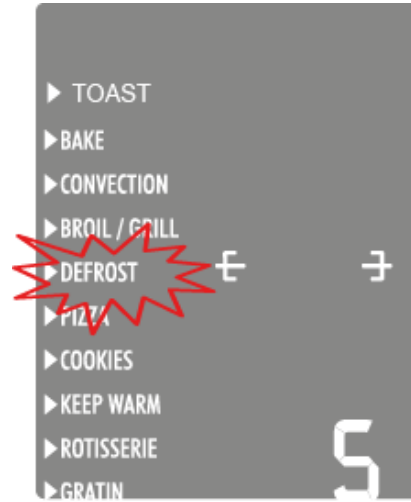 TOAST
BAKE
CONVECTION
BROIL / GRILL
DEFROST
PIZZA
COOKIES
KEEP WARM
ROTISSERIE
5
GRATIN